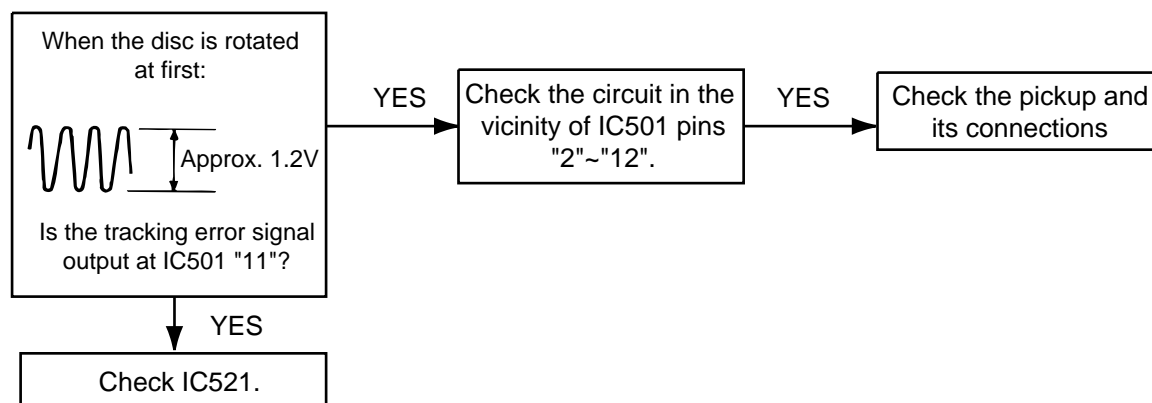 When the disc is rotated
at first:
Approx. 1.2V
Is the tracking error signal
output at IC501 "11"?
YES
Check the circuit in the
vicinity of IC501 pins
"2"~"12".
YES
Check the pickup and
its connections
YES
Check IC521.